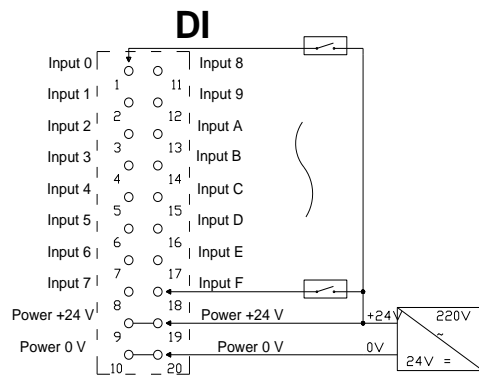 DI
Input 0
Input 8
1
11
Input 1
Input 9
2
12
Input 2
Input A
3
13
Input 3
Input B
4
14
Input 4
Input C
5
15
Input 5
Input D
6
16
Input 6
Input E
7
17
Input 7
Input F
8
18
Power +24 V
Power +24 V
+24V
220V
~
9
19
Power 0 V
Power 0 V
0V
24V =
10
20